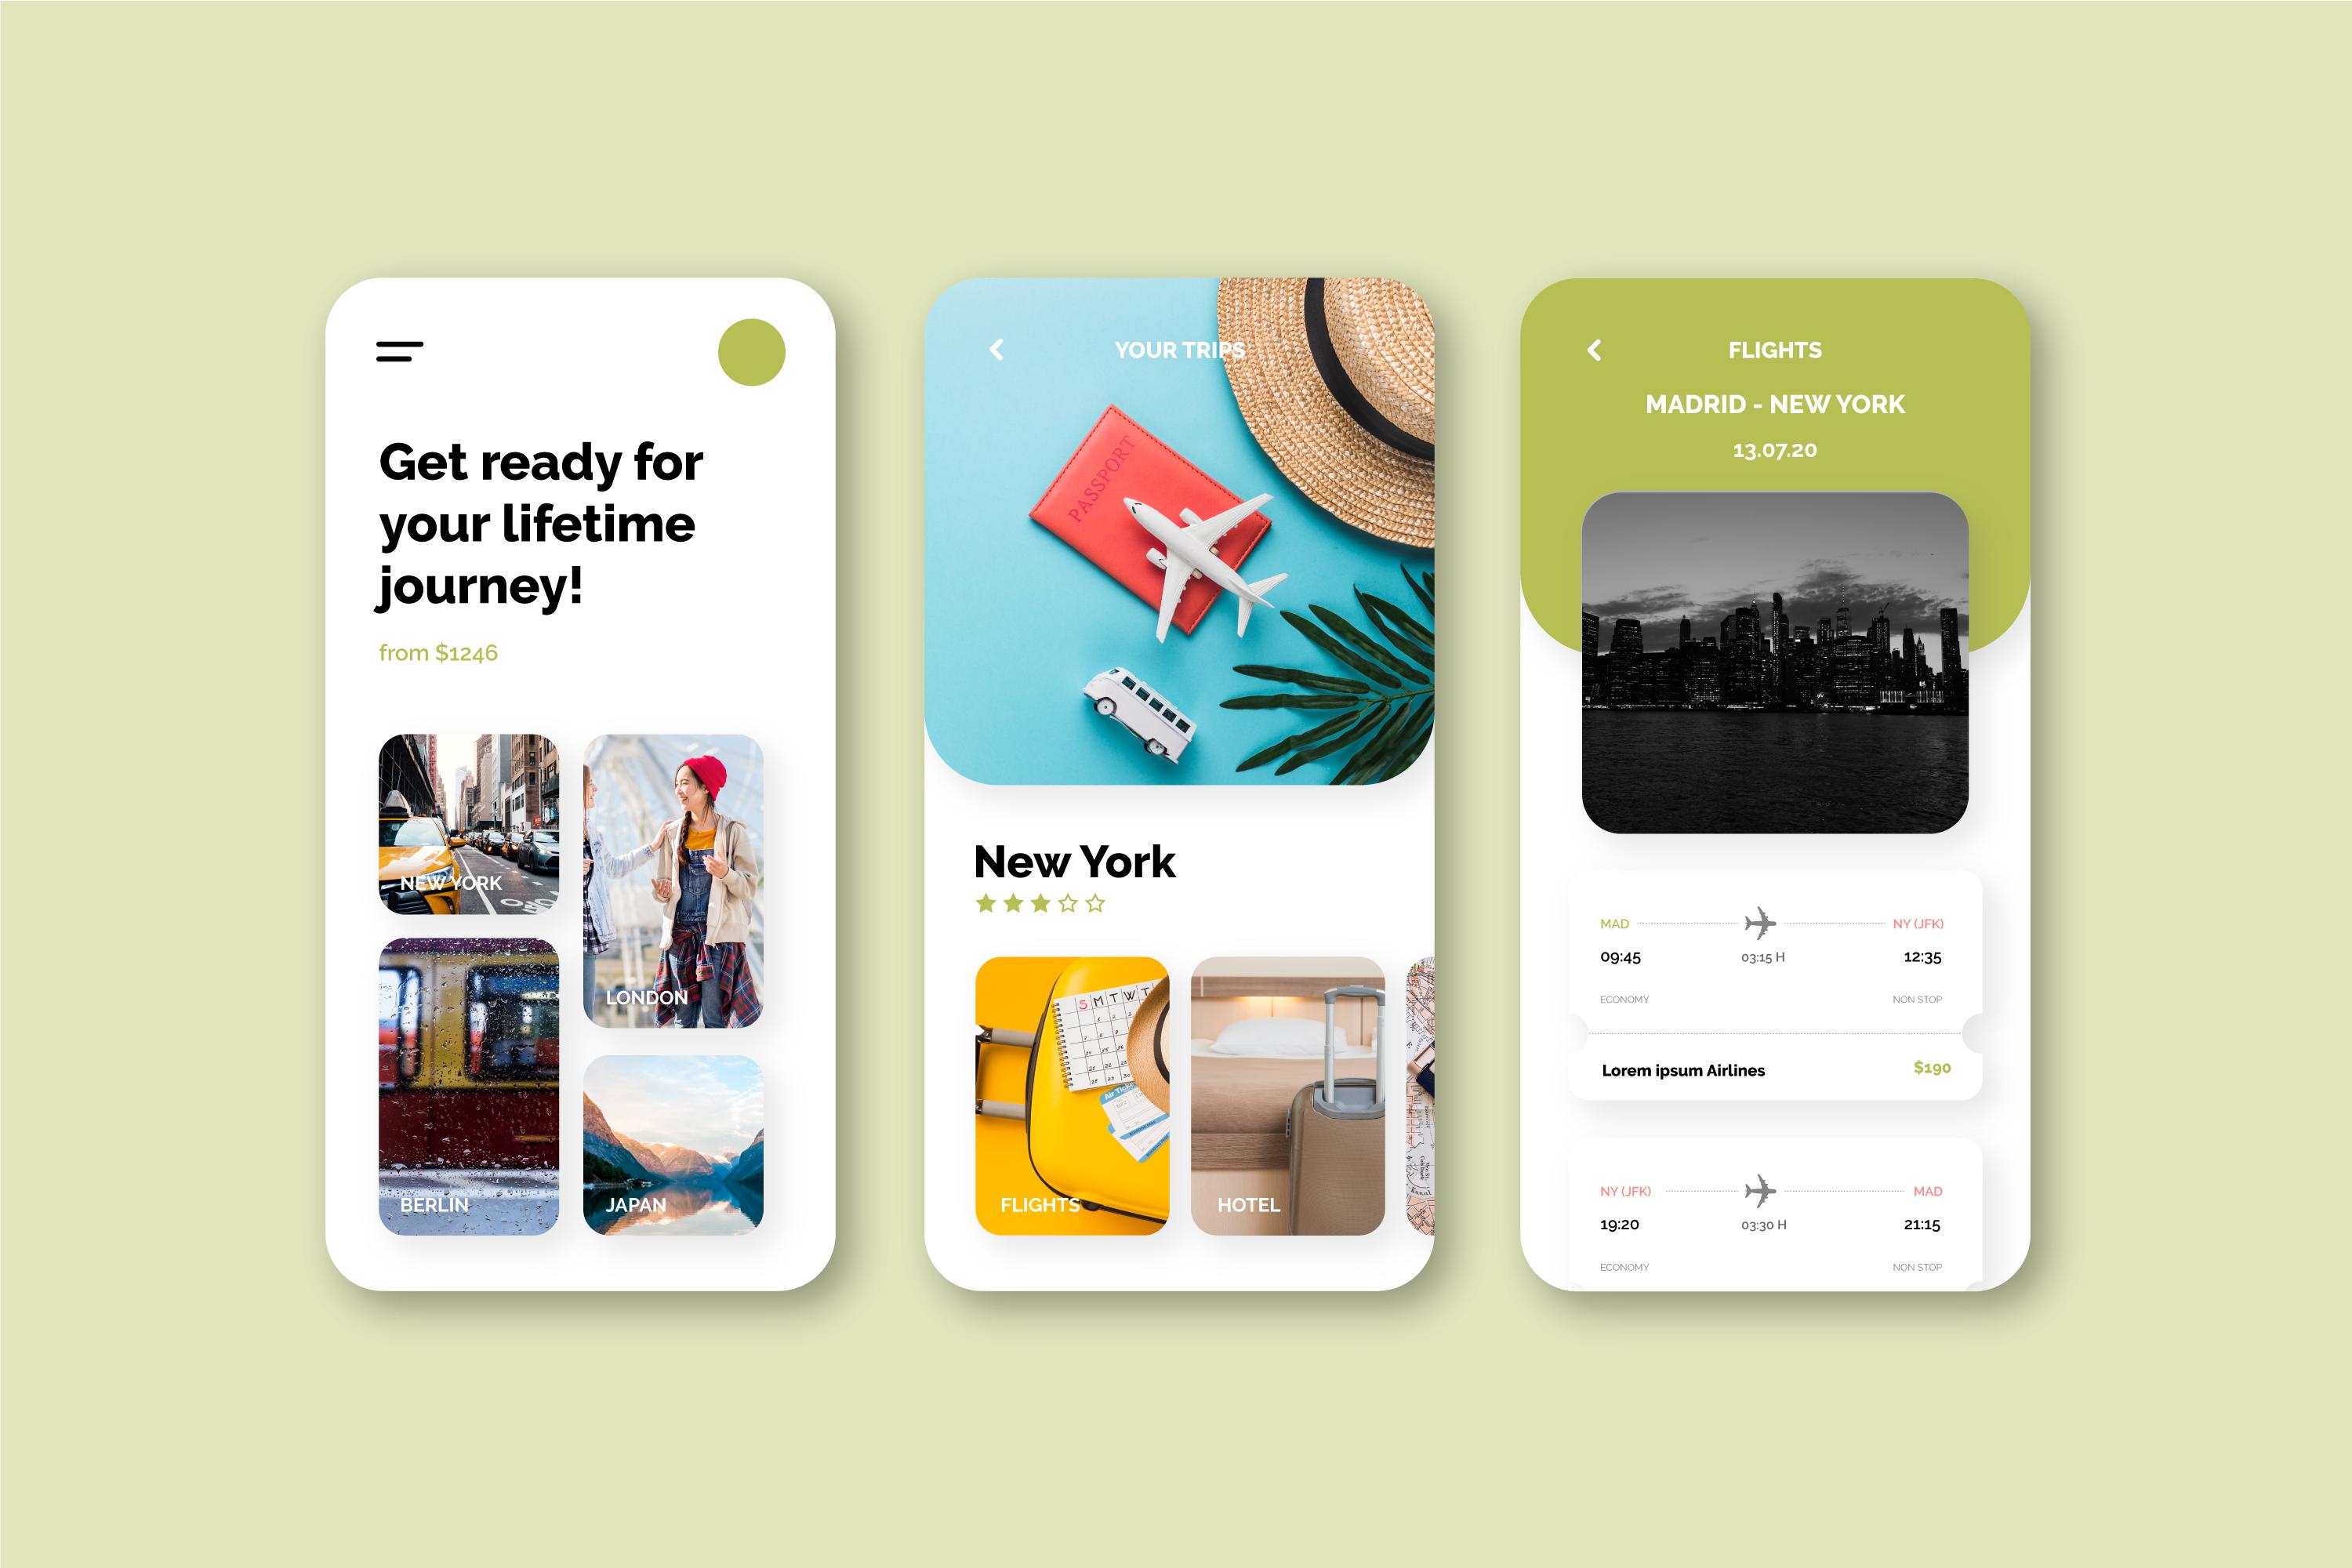 Get ready for
your lifetime
journey!
from $1246
NEW YORK
LONDON
BERLIN
JAPAN
YOUR TRIPS
PASSPORT
New York
S M T W T
Air Ticket
FLIGHTS
HOTEL
FLIGHTS
MADRID - NEW YORK
13.07.20
MAD NY (JFK)
09:45 03:15 H 12:35
ECONOMY NON STOP
Lorem ipsum Airlines $190
NY (JFK) MAD
19:20 03:30 H 21:15
ECONOMY NON STOP